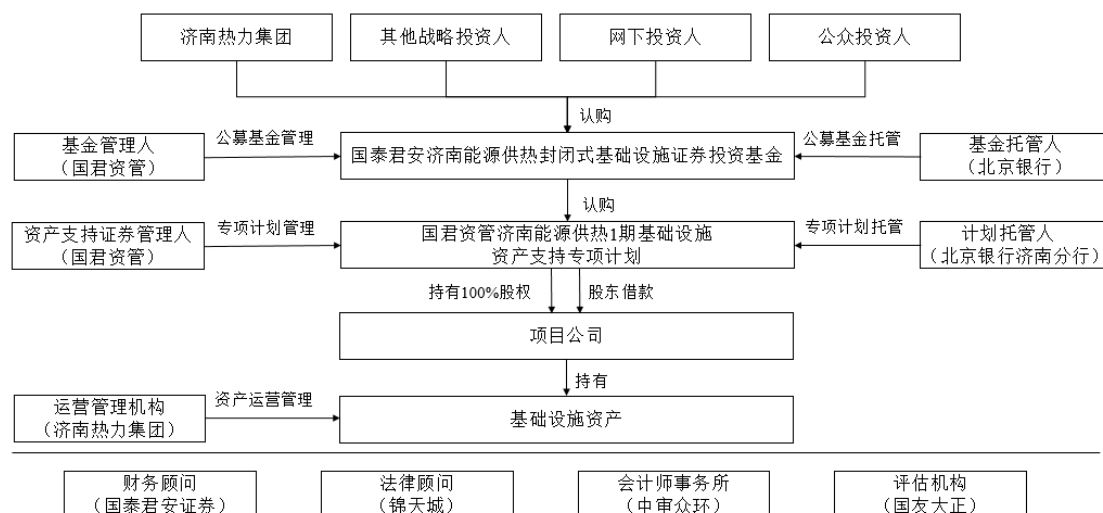 济南热力集团
其他战略投资人
网下投资人
公众投资人
认购
基金管理人
（国君资管）
公募基金管理
国泰君安济南能源供热封闭式基础设施证券投资基金
公募基金托管
基金托管人
（北京银行）
认购
资产支持证券管理人
（国君资管）
专项计划管理
国君资管济南能源供热1期基础设施
资产支持专项计划
专项计划托管
计划托管人
（北京银行济南分行）
持有100%股权
股东借款
项目公司
持有
运营管理机构
（济南热力集团）
资产运营管理
基础设施资产
财务顾问
（国泰君安证券）
法律顾问
（锦天城）
会计师事务所
（中审众环）
评估机构
（国友大正）